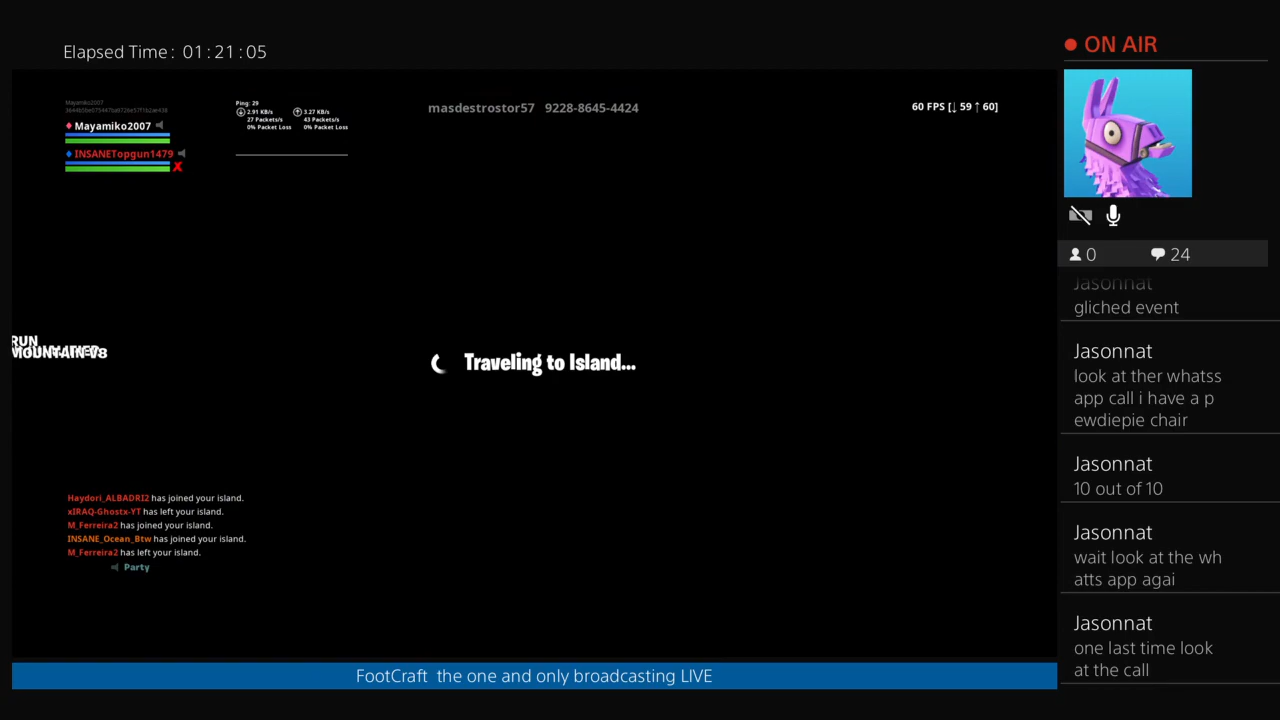 Elapsed Time: 01:21:05
ON AIR
Mayamiko2007
Mayamiko2007
INSANETopgun1479
X
Ping: 29
2.91 KB/s 3.27 KB/s
27 Packets/s 43 Packets/s
0% Packet Loss 0% Packet Loss
masdestrostor57 9228-8645-4424
60 FPS [↓ 59 ↑ 60]
RUN
MOUNTAIN V8
Traveling to Island...
Haydori_ALBADRI2 has joined your island.
xIRAQ-Ghostx-YT has left your island.
M_Ferreira2 has joined your island.
INSANE_Ocean_Btw has joined your island.
M_Ferreira2 has left your island.
Party
0 24
Jasonnat
gliched event
Jasonnat
look at ther whatss
app call i have a p
ewdiepie chair
Jasonnat
10 out of 10
Jasonnat
wait look at the wh
atts app agai
Jasonnat
one last time look
at the call
FootCraft the one and only broadcasting LIVE